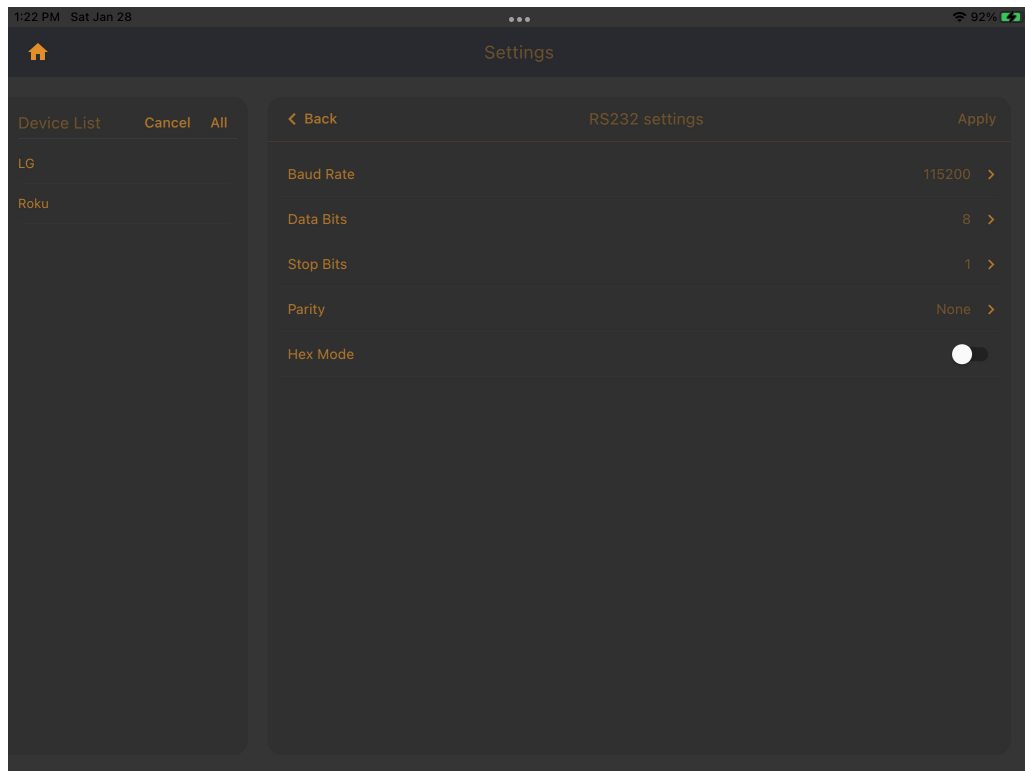 1:22 PM Sat Jan 28
92%
Settings
Device List Cancel All
LG
Roku
Back RS232 settings Apply
Baud Rate 115200
Data Bits 8
Stop Bits 1
Parity None
Hex Mode